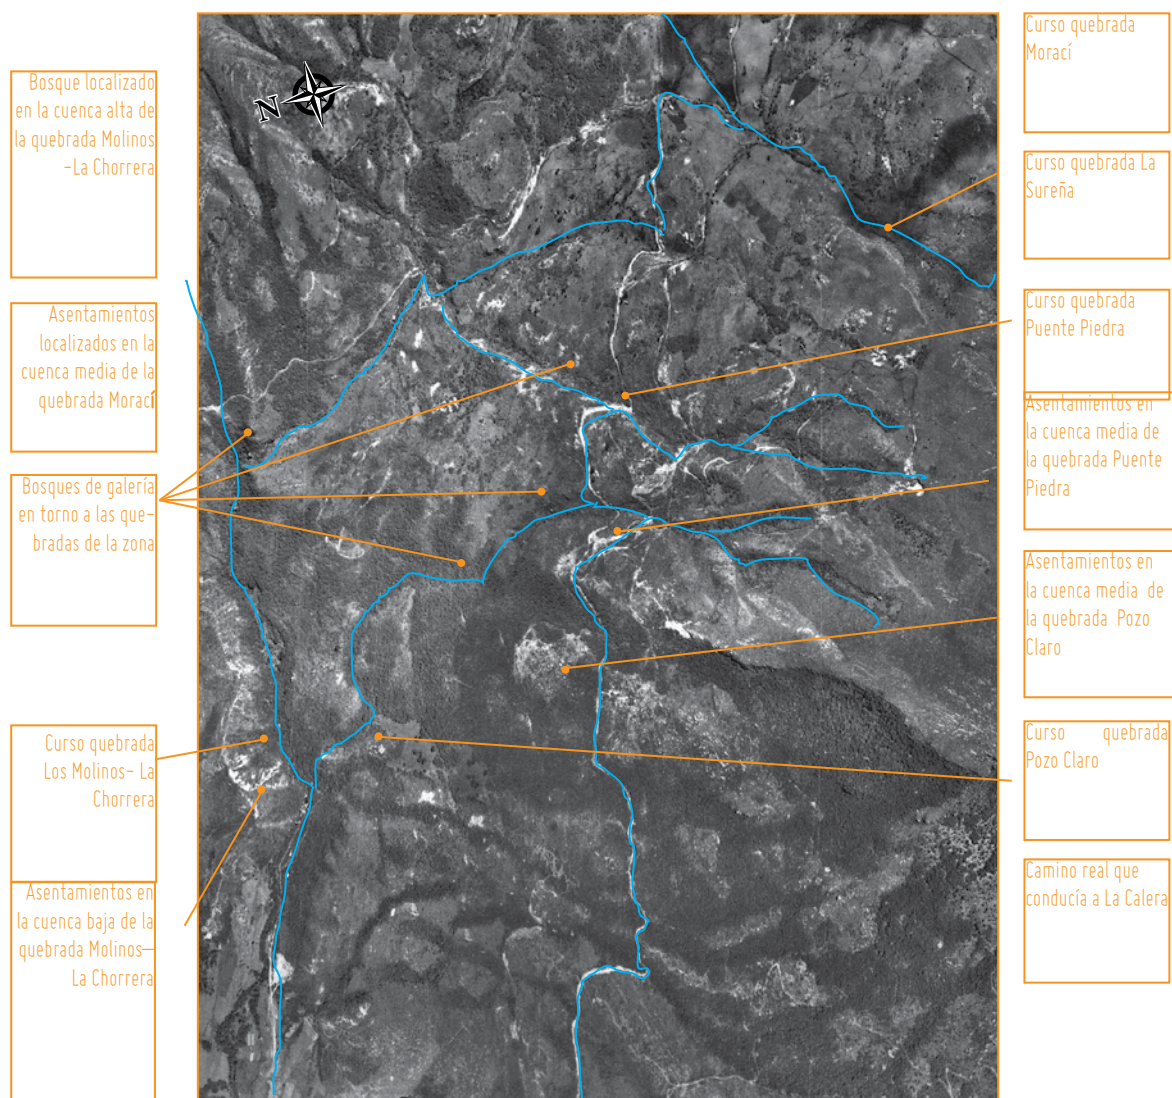 Bosque localizado
en la cuenca alta de
la quebrada Molinos
-La Chorrera
Asentamientos
localizados en la
cuenca media de la
quebrada Morací
Bosques de galería
en torno a las que-
bradas de la zona
Curso quebrada
Los Molinos- La
Chorrera
Asentamientos en
la cuenca baja de la
quebrada Molinos—
La Chorrera
N
Curso quebrada
Morací
Curso quebrada La
Sureña
Curso quebrada
Puente Piedra
Asentamientos en
la cuenca media de
la quebrada Puente
Piedra
Asentamientos en
la cuenca media de
la quebrada Pozo
Claro
Curso quebrada
Pozo Claro
Camino real que
conducía a La Calera